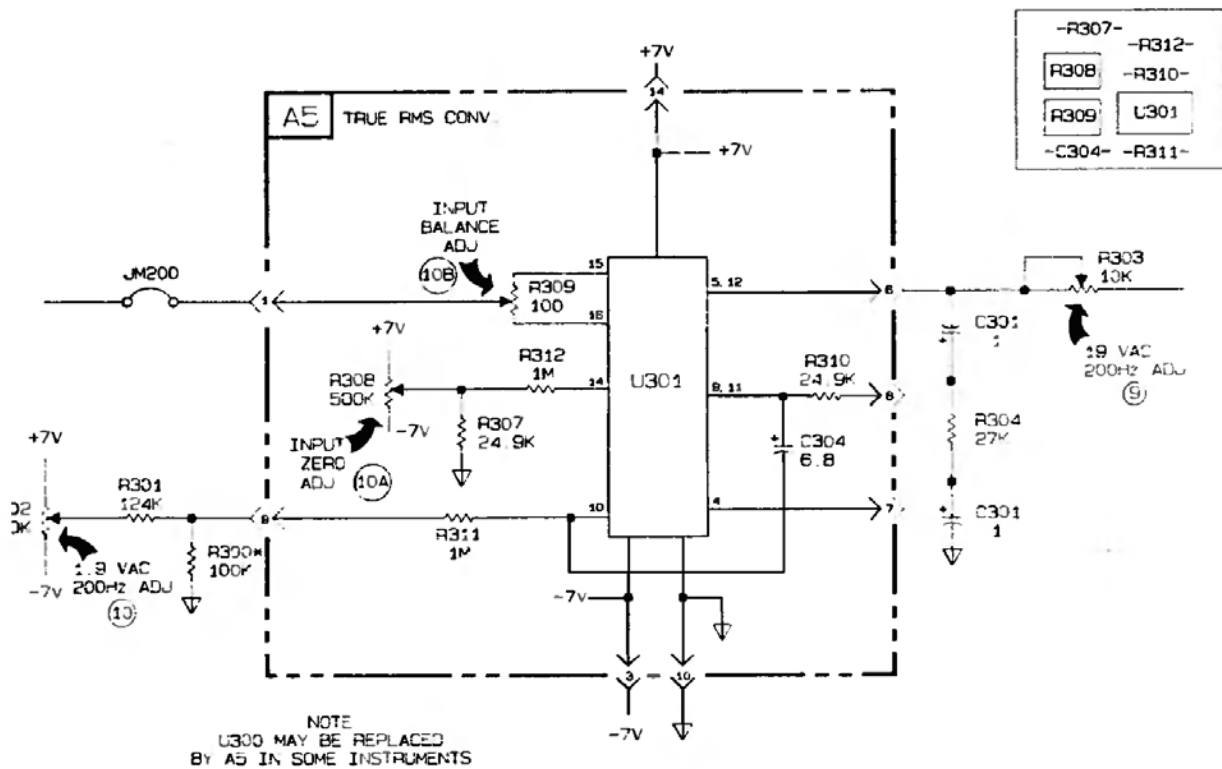 -R307-
-R312-
R308
-R310-
R309
U301
-C304-
-R311-
+7V
14
A5
TRUE RMS CONV
+7V
INPUT
BALANCE
ADJ
10B
JM200
1
R309
100
15
16
5,12
6
R303
10K
C301
1
19 VAC
200Hz ADJ
9
+7V
R308
500K
-7V
R312
1M
14
U301
9,11
R310
24.9K
8
R307
24.9K
INPUT
ZERO
ADJ
10A
C304
6.8
R304
27K
+7V
02
0K
-7V
R301
124K
9
R311
1M
10
4
7
C301
1
R300*
100K
1.9 VAC
200Hz ADJ
10
-7V
3
10
-7V
NOTE
U300 MAY BE REPLACED
BY A5 IN SOME INSTRUMENTS